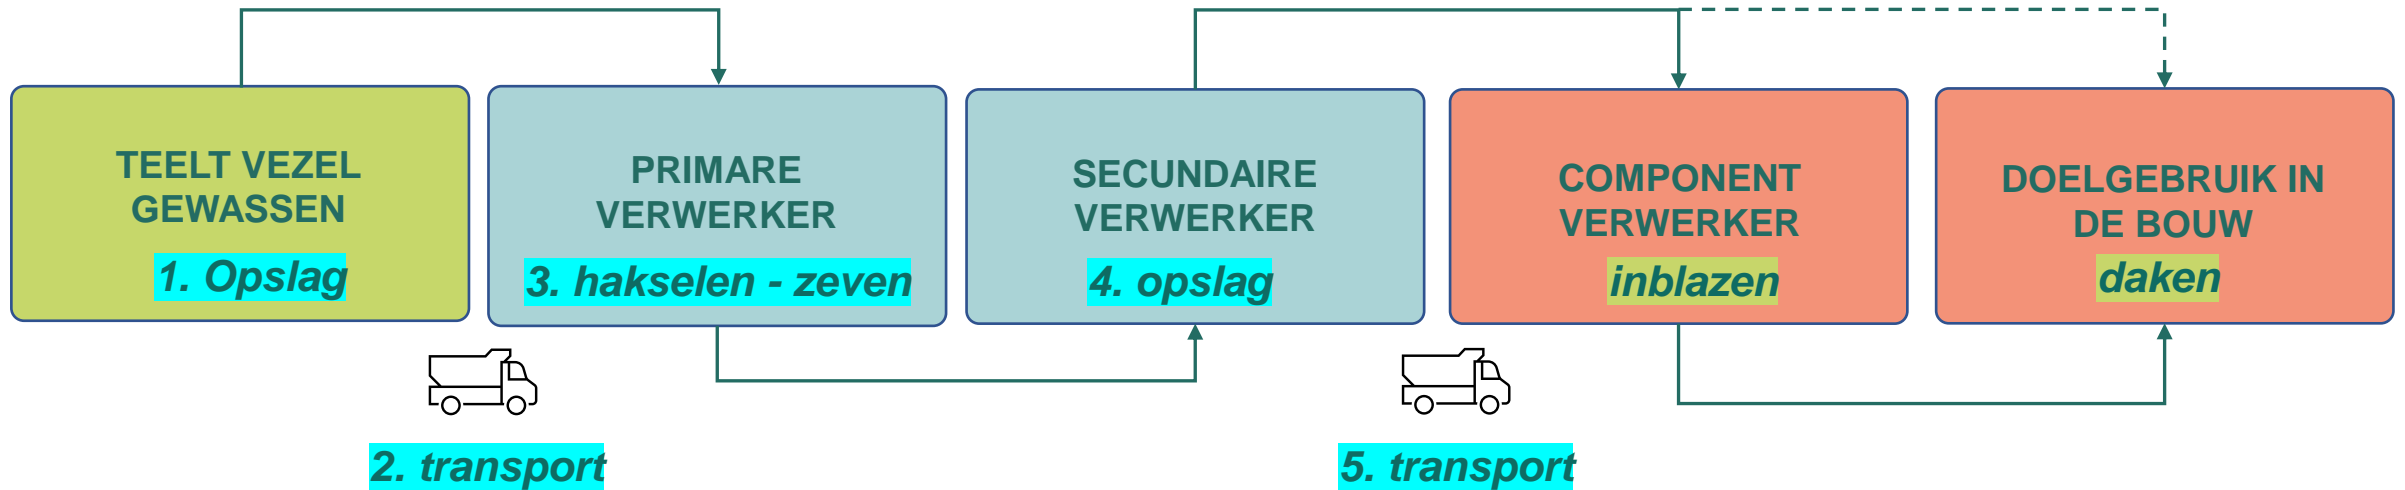 TEELT VEZEL
GEWASSEN
1. Opslag
PRIMARE
VERWERKER
3. hakselen - zeven
SECUNDAIRE
VERWERKER
4. opslag
COMPONENT
VERWERKER
inblazen
DOELGEBRUIK IN
DE BOUW
daken
2. transport
5. transport